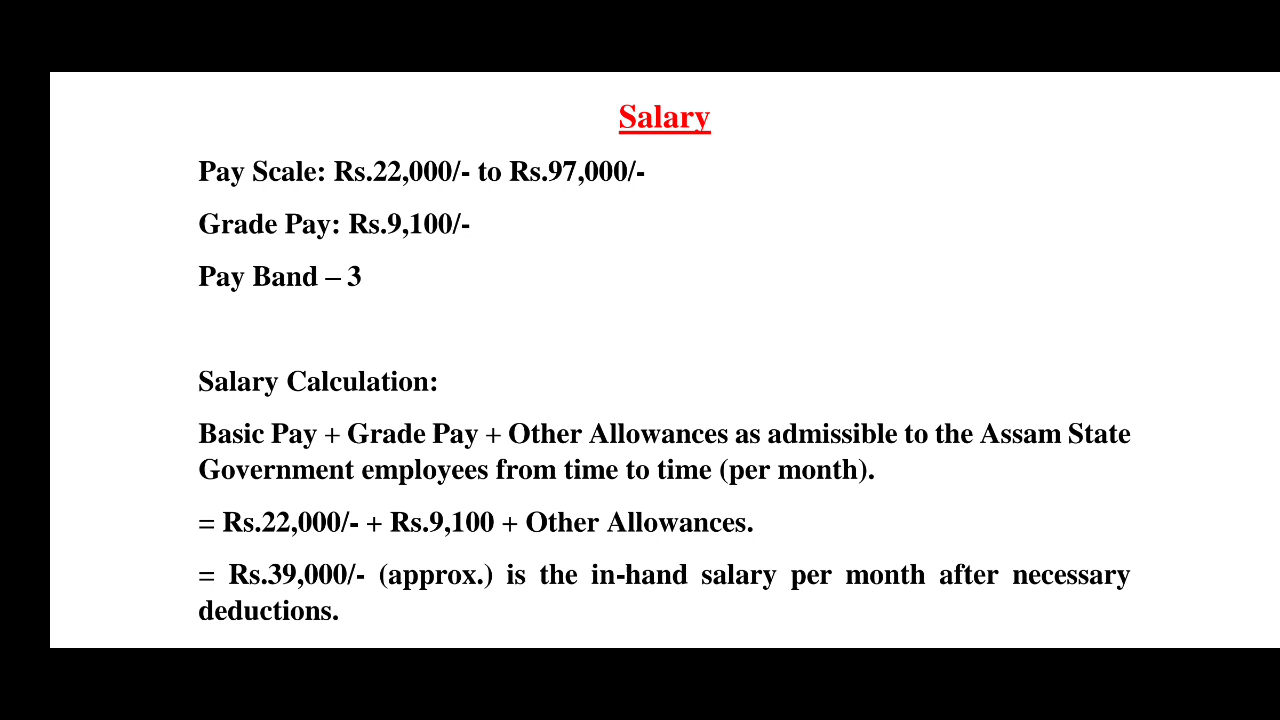 Salary
Pay Scale: Rs.22,000/- to Rs.97,000/-
Grade Pay: Rs.9,100/-
Pay Band – 3
Salary Calculation:
Basic Pay + Grade Pay + Other Allowances as admissible to the Assam State
Government employees from time to time (per month).
= Rs.22,000/- + Rs.9,100 + Other Allowances.
= Rs.39,000/- (approx.) is the in-hand salary per month after necessary
deductions.